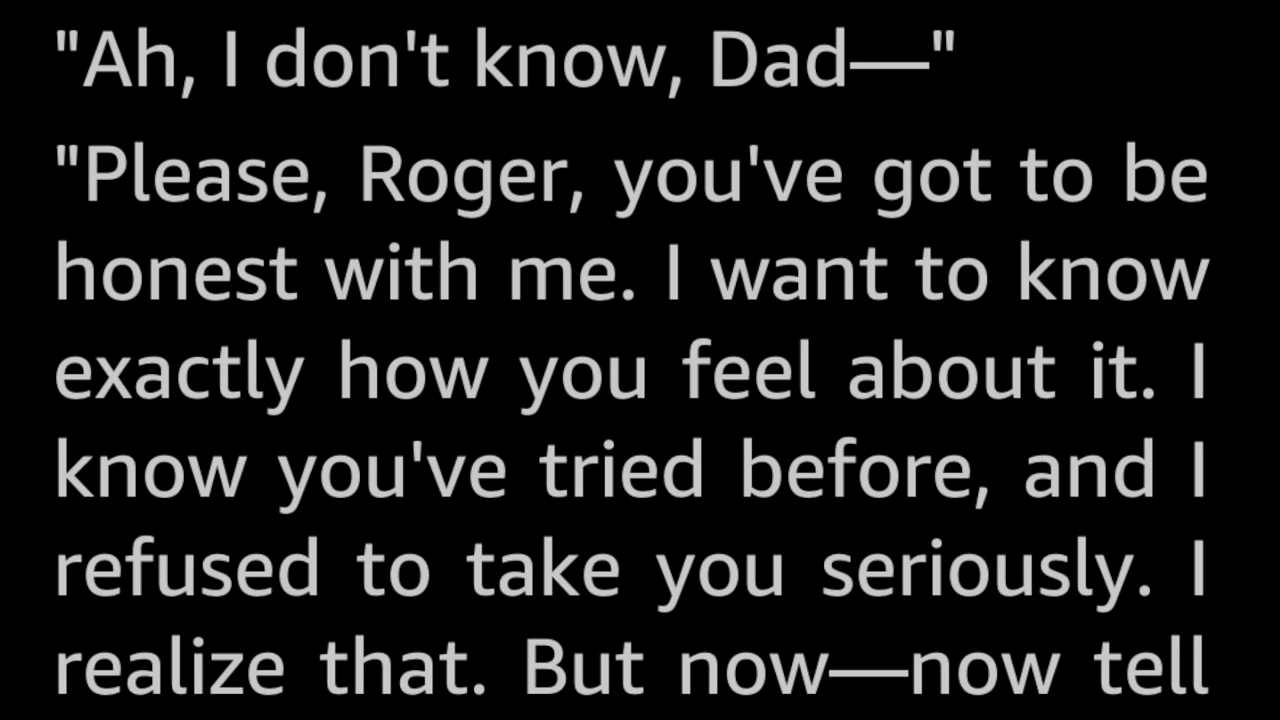 "Ah, I don't know, Dad—"
"Please, Roger, you've got to be
honest with me. I want to know
exactly how you feel about it. I
know you've tried before, and I
refused to take you seriously. I
realize that. But now—now tell